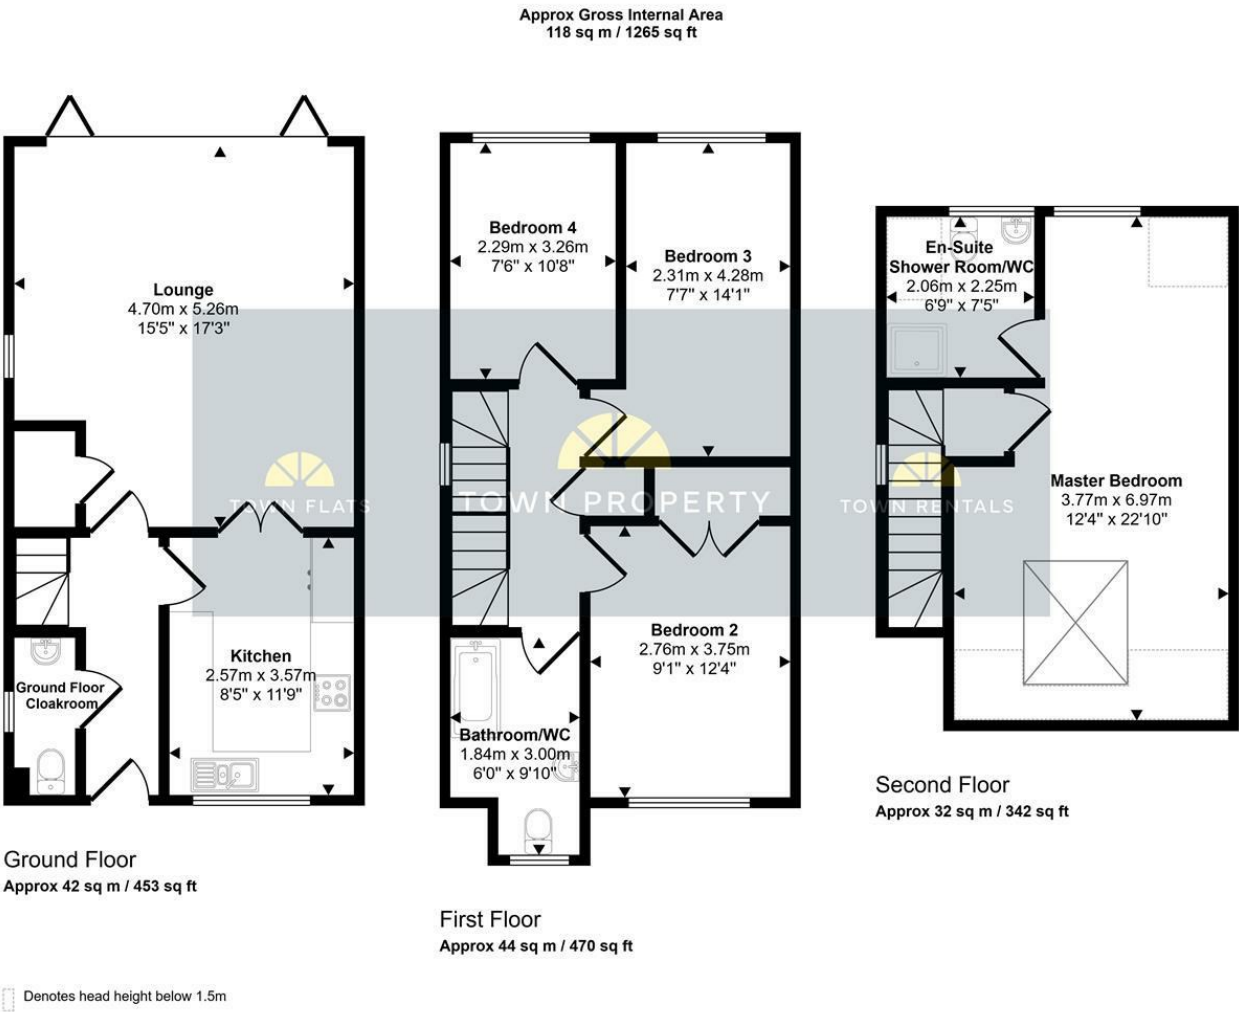 Approx Gross Internal Area
118 sq m / 1265 sq ft
Lounge
4.70m x 5.26m
15'5" x 17'3"
Kitchen
2.57m x 3.57m
8'5" x 11'9"
Ground Floor
Cloakroom
Ground Floor
Approx 42 sq m / 453 sq ft
Bedroom 4
2.29m x 3.26m
7'6" x 10'8"
Bedroom 3
2.31m x 4.28m
7'7" x 14'1"
Bedroom 2
2.76m x 3.75m
9'1" x 12'4"
Bathroom/WC
1.84m x 3.00m
6'0" x 9'10"
First Floor
Approx 44 sq m / 470 sq ft
En-Suite
Shower Room/WC
2.06m x 2.25m
6'9" x 7'5"
Master Bedroom
3.77m x 6.97m
12'4" x 22'10"
Second Floor
Approx 32 sq m / 342 sq ft
TOWN FLATS
TOWN PROPERTY
TOWN RENTALS
Denotes head height below 1.5m